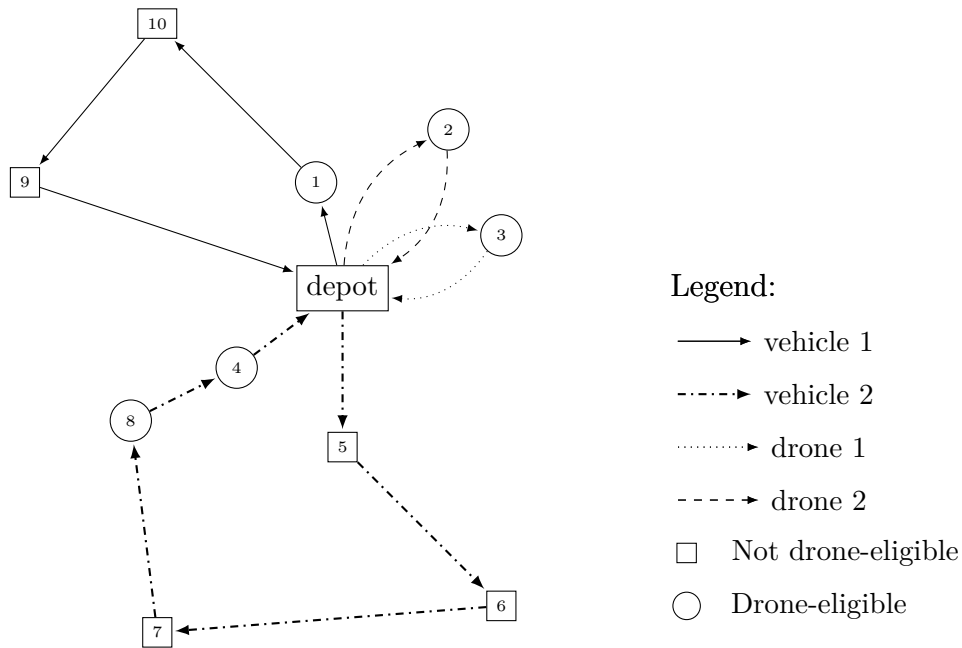 10
2
9
1
3
depot
Legend:
vehicle 1
4
vehicle 2
8
5
drone 1
drone 2
Not drone-eligible
6
Drone-eligible
7